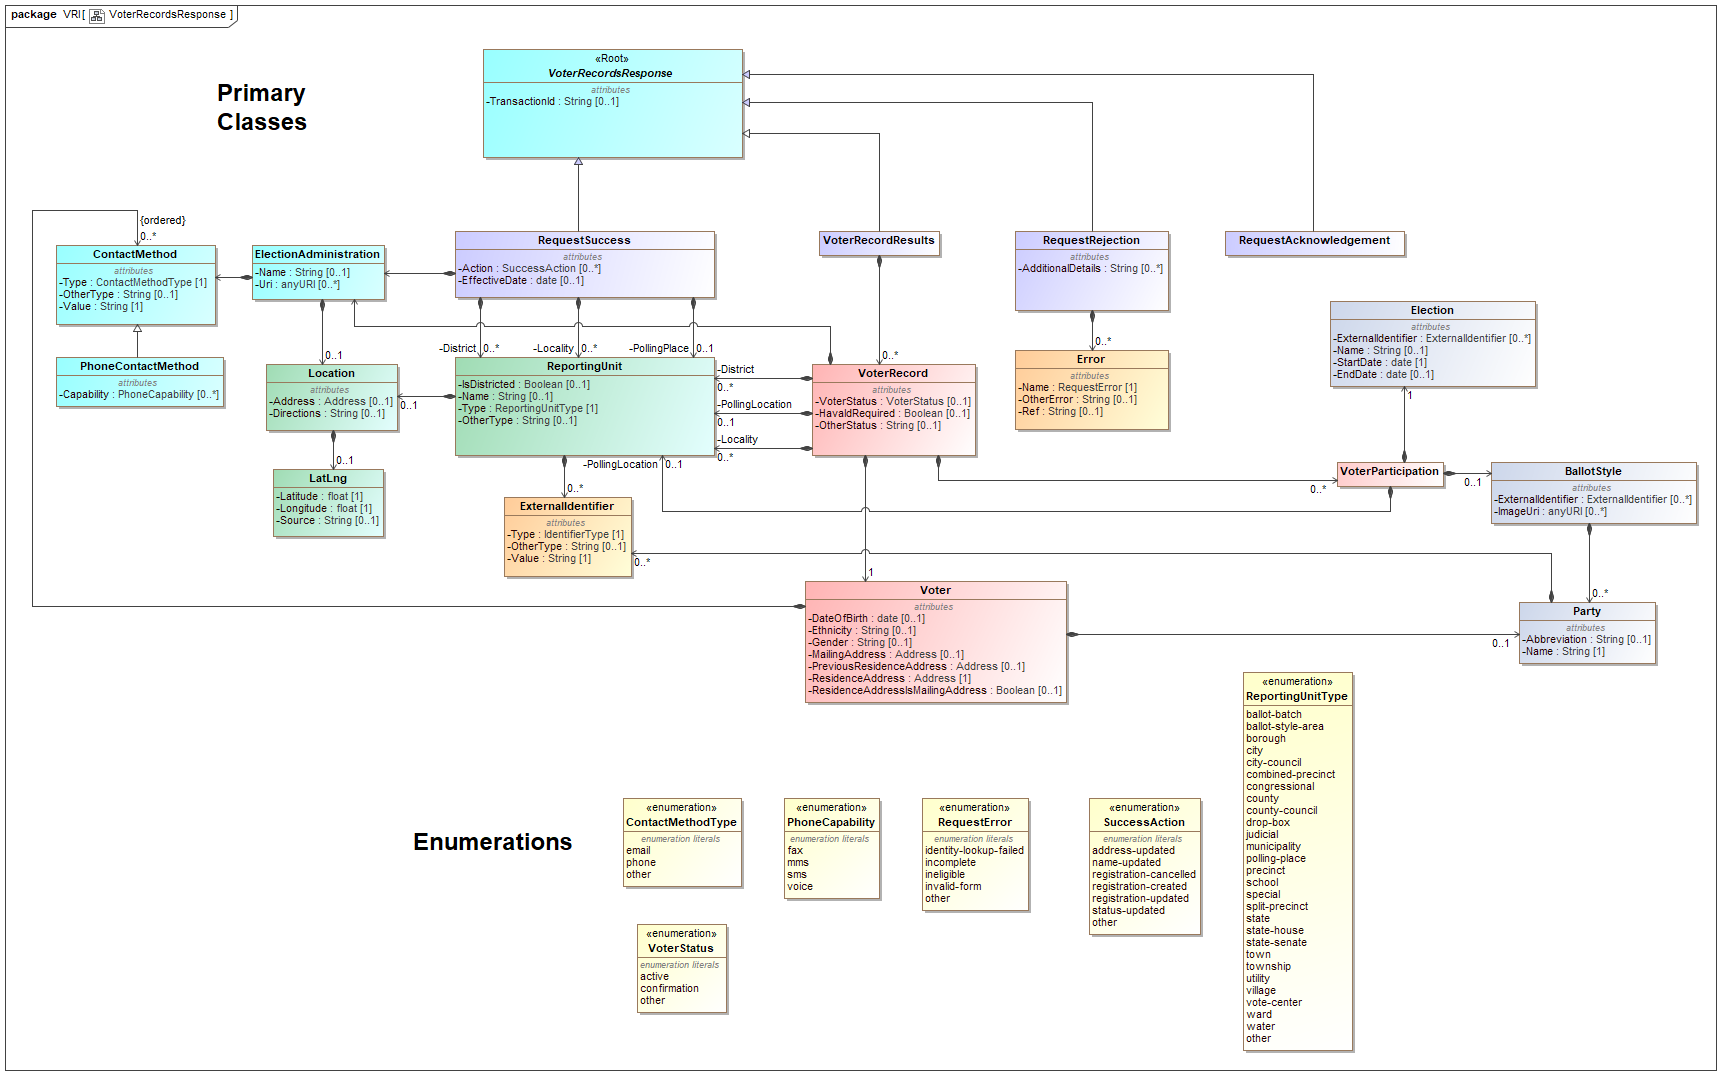 package VRI[ VoterRecordsResponse ]
Primary
Classes
«Root»
VoterRecordsResponse
attributes
-TransactionId : String [0..1]
{ordered}
0..*
ContactMethod
attributes
-Type : ContactMethodType [1]
-OtherType : String [0..1]
-Value : String [1]
ElectionAdministration
-Name : String [0..1]
-Uri : anyURI [0..*]
RequestSuccess
attributes
-Action : SuccessAction [0..*]
-EffectiveDate : date [0..1]
VoterRecordResults
RequestRejection
attributes
-AdditionalDetails : String [0..*]
RequestAcknowledgement
PhoneContactMethod
attributes
-Capability : PhoneCapability [0..*]
0..1
Location
attributes
-Address : Address [0..1]
-Directions : String [0..1]
0..1
0..1
LatLng
-Latitude : float [1]
-Longitude : float [1]
-Source : String [0..1]
-District 0..*
-Locality 0..*
-PollingPlace 0..1
ReportingUnit
-IsDistricted : Boolean [0..1]
-Name : String [0..1]
-Type : ReportingUnitType [1]
-OtherType : String [0..1]
-District
0..*
-PollingLocation
0..1
-Locality
0..*
-PollingLocation 0..1
0..*
VoterRecord
attributes
-VoterStatus : VoterStatus [0..1]
-HavaIdRequired : Boolean [0..1]
-OtherStatus : String [0..1]
0..*
Error
attributes
-Name : RequestError [1]
-OtherError : String [0..1]
-Ref : String [0..1]
Election
attributes
-ExternalIdentifier : ExternalIdentifier [0..*]
-Name : String [0..1]
-StartDate : date [1]
-EndDate : date [0..1]
1
VoterParticipation
0..*
0..1
BallotStyle
attributes
-ExternalIdentifier : ExternalIdentifier [0..*]
-ImageUri : anyURI [0..*]
0..*
ExternalIdentifier
attributes
-Type : IdentifierType [1]
-OtherType : String [0..1]
-Value : String [1]
0..*
1
Voter
attributes
-DateOfBirth : date [0..1]
-Ethnicity : String [0..1]
-Gender : String [0..1]
-MailingAddress : Address [0..1]
-PreviousResidenceAddress : Address [0..1]
-ResidenceAddress : Address [1]
-ResidenceAddressIsMailingAddress : Boolean [0..1]
0..*
0..1
Party
attributes
-Abbreviation : String [0..1]
-Name : String [1]
Enumerations
«enumeration»
ContactMethodType
enumeration literals
email
phone
other
«enumeration»
PhoneCapability
enumeration literals
fax
mms
sms
voice
«enumeration»
RequestError
enumeration literals
identity-lookup-failed
incomplete
ineligible
invalid-form
other
«enumeration»
SuccessAction
enumeration literals
address-updated
name-updated
registration-cancelled
registration-created
registration-updated
status-updated
other
«enumeration»
ReportingUnitType
ballot-batch
ballot-style-area
borough
city
city-council
combined-precinct
congressional
county
county-council
drop-box
judicial
municipality
polling-place
precinct
school
special
split-precinct
state
state-house
state-senate
town
township
utility
village
vote-center
ward
water
other
«enumeration»
VoterStatus
enumeration literals
active
confirmation
other